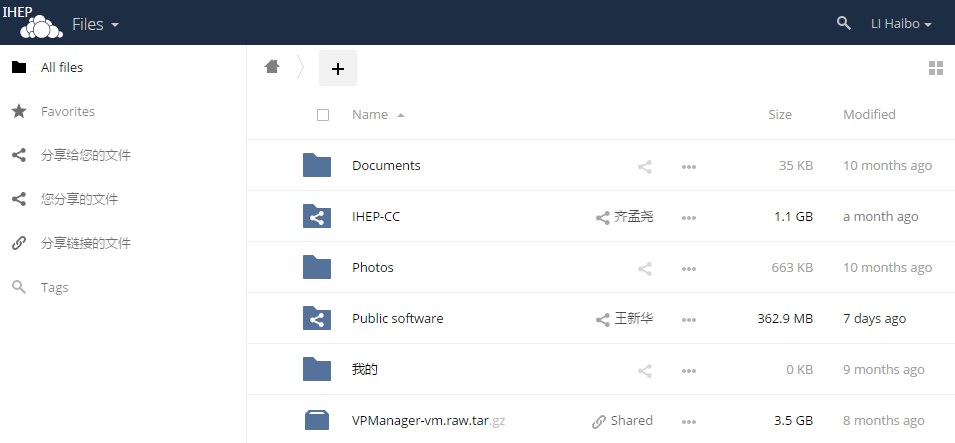 IHEP
Files
LI Haibo
All files
Favorites
分享给您的文件
您分享的文件
分享链接的文件
Tags
Name Size Modified
Documents 35 KB 10 months ago
IHEP-CC 齐孟尧 1.1 GB a month ago
Photos 663 KB 10 months ago
Public software 王新华 362.9 MB 7 days ago
我的 0 KB 9 months ago
VPManager-vm.raw.tar.gz Shared 3.5 GB 8 months ago